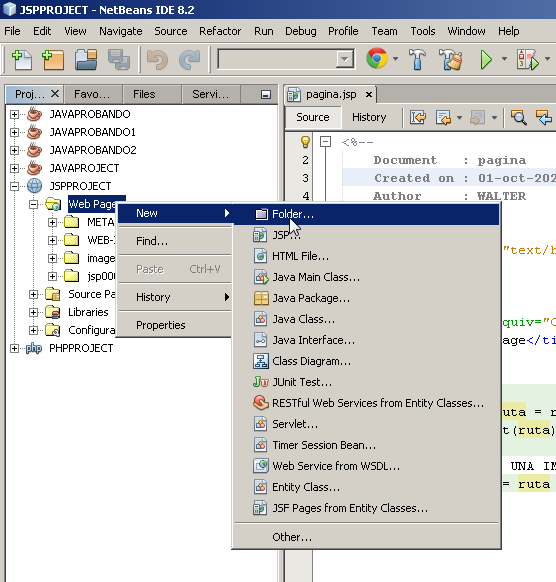 JSPPROJECT - NetBeans IDE 8.2
File Edit View Navigate Source Refactor Run Debug Profile Team Tools Window Help
Proj... Favo... Files Servi...
JAVAPROBANDO
JAVAPROBANDO1
JAVAPROBANDO2
JAVAPROJECT
JSPPROJECT
Web Page
META
WEB-I
image
jsp000
Source Pa
Libraries
Configura
PHPPROJECT
php
New
Find...
Paste Ctrl+V
History
Properties
Folder...
JSP...
HTML File...
Java Main Class...
Java Package...
Java Class...
Java Interface...
Class Diagram...
JUnit Test...
RESTful Web Services from Entity Classes...
Servlet...
Timer Session Bean...
Web Service from WSDL...
Entity Class...
JSF Pages from Entity Classes...
Other...
pagina.jsp
Source History
<%--
2 Document : pagina
3 Created on : 01-oct-202
4 Author : WALTER
"text/h
quiv="C
age</ti
ruta = r
t(ruta)
UNA IM
= ruta